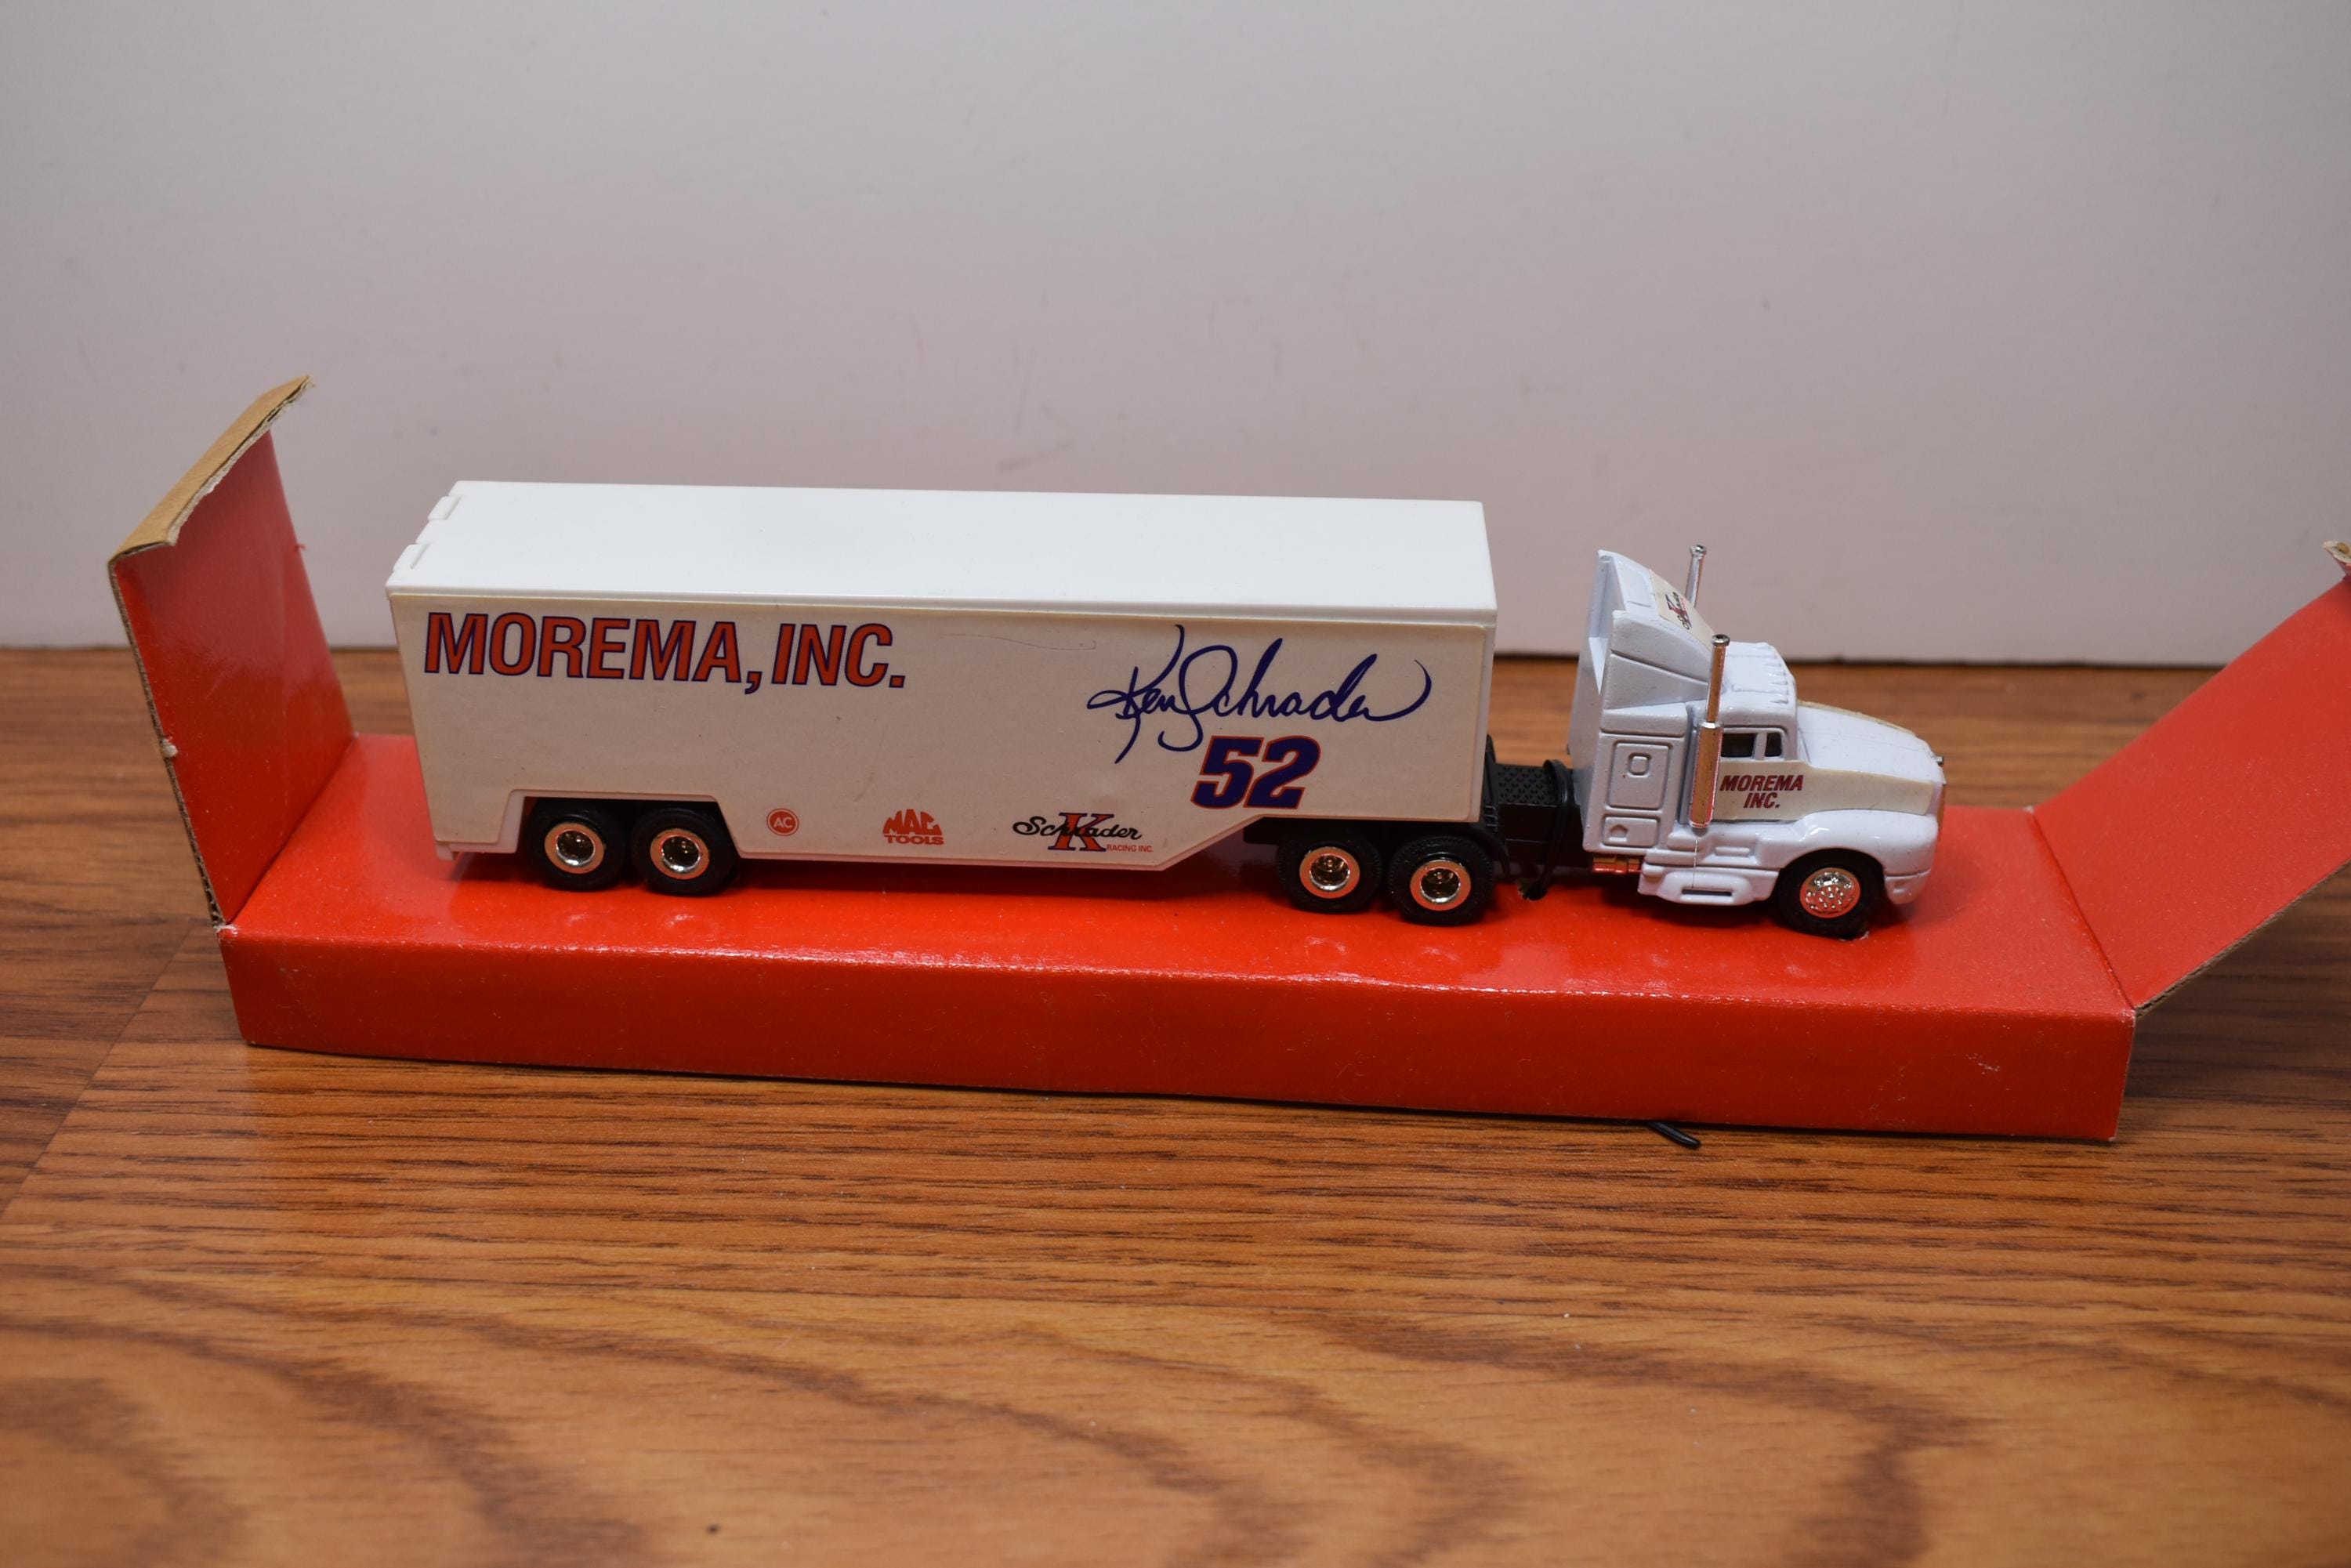 MOREMA, INC.
Ken Schrader
52
AC
MAC
TOOLS
Schrader
K
RACING INC.
MOREMA
INC.